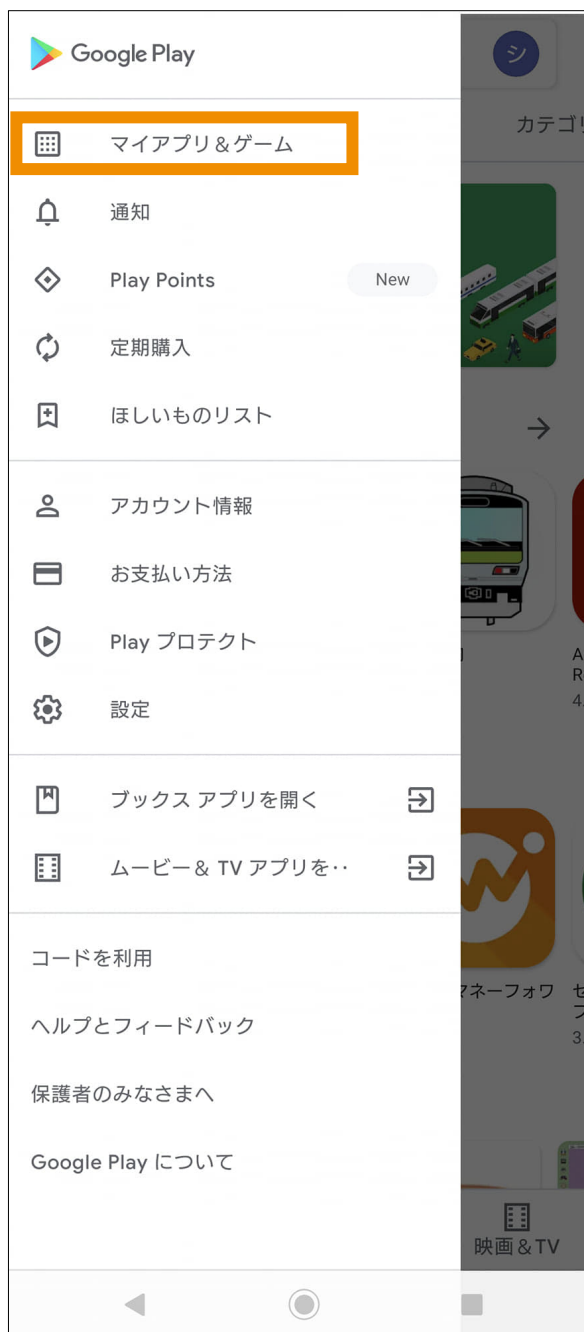 Google Play
シ
カテゴリ
マイアプリ＆ゲーム
通知
Play Points
New
定期購入
ほしいものリスト
アカウント情報
お支払い方法
Play プロテクト
設定
ブックス アプリを開く
ムービー＆ TV アプリを‥
コードを利用
マネーフォワ
ヘルプとフィードバック
保護者のみなさまへ
Google Play について
映画＆TV